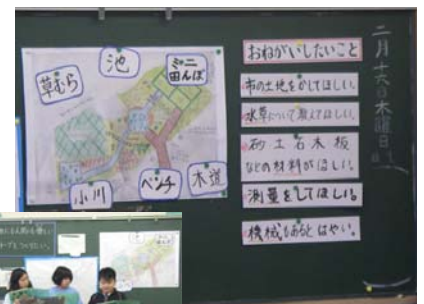 池
ミニ
田んぼ
草むら
小川
ベンチ
木道
おねがいしたいこと
市の土地をかしてほしい。
水草について教えてほしい。
砂土石木板
などの材料がほしい。
測量をしてほしい。
機械もあるとはやい。
二月十六日木曜日